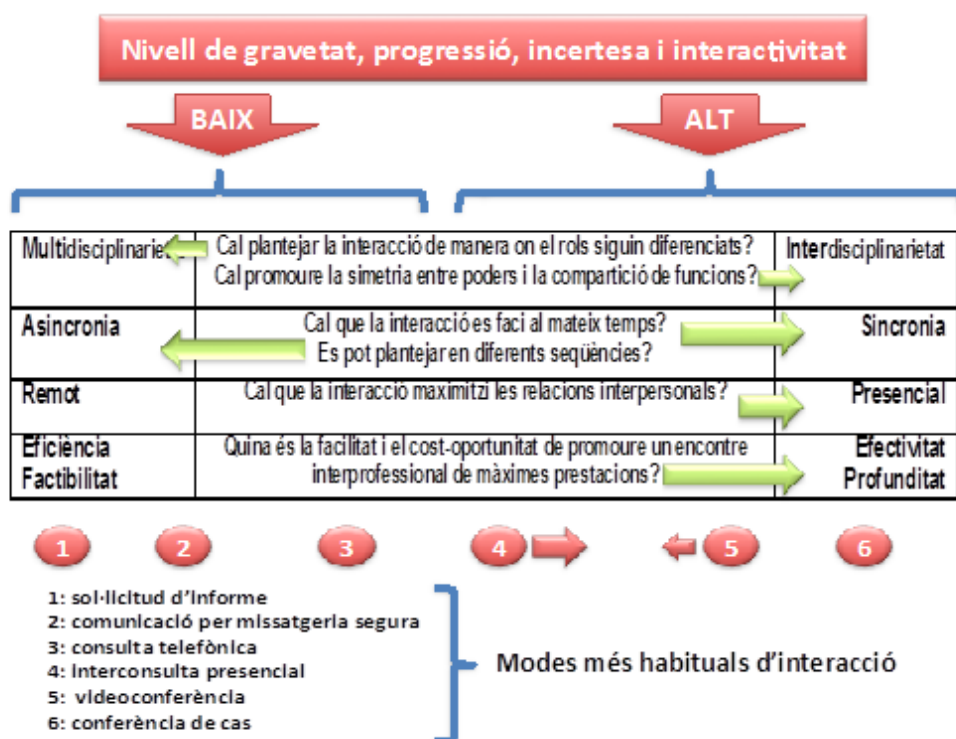 Nivell de gravetat, progressió, incertesa i interactivitat
BAIX
ALT
Multidisciplinarie
Cal plantejar la interacció de manera on el rols siguin diferenciats?
Cal promoure la simetria entre poders i la compartició de funcions?
Interdisciplinarietat
Asincronia
Cal que la interacció es faci al mateix temps?
Es pot plantejar en diferents seqüències?
Sincronia
Remot
Cal que la interacció maximitzi les relacions interpersonals?
Presencial
Eficiència
Factibilitat
Quina és la facilitat i el cost-oportunitat de promoure un encontre
interprofessional de màximes prestacions?
Efectivitat
Profunditat
1
2
3
4
5
6
1: sol·licitud d'informe
2: comunicació per missatgeria segura
3: consulta telefònica
4: interconsulta presencial
5: videoconferència
6: conferència de cas
Modes més habituals d'interacció